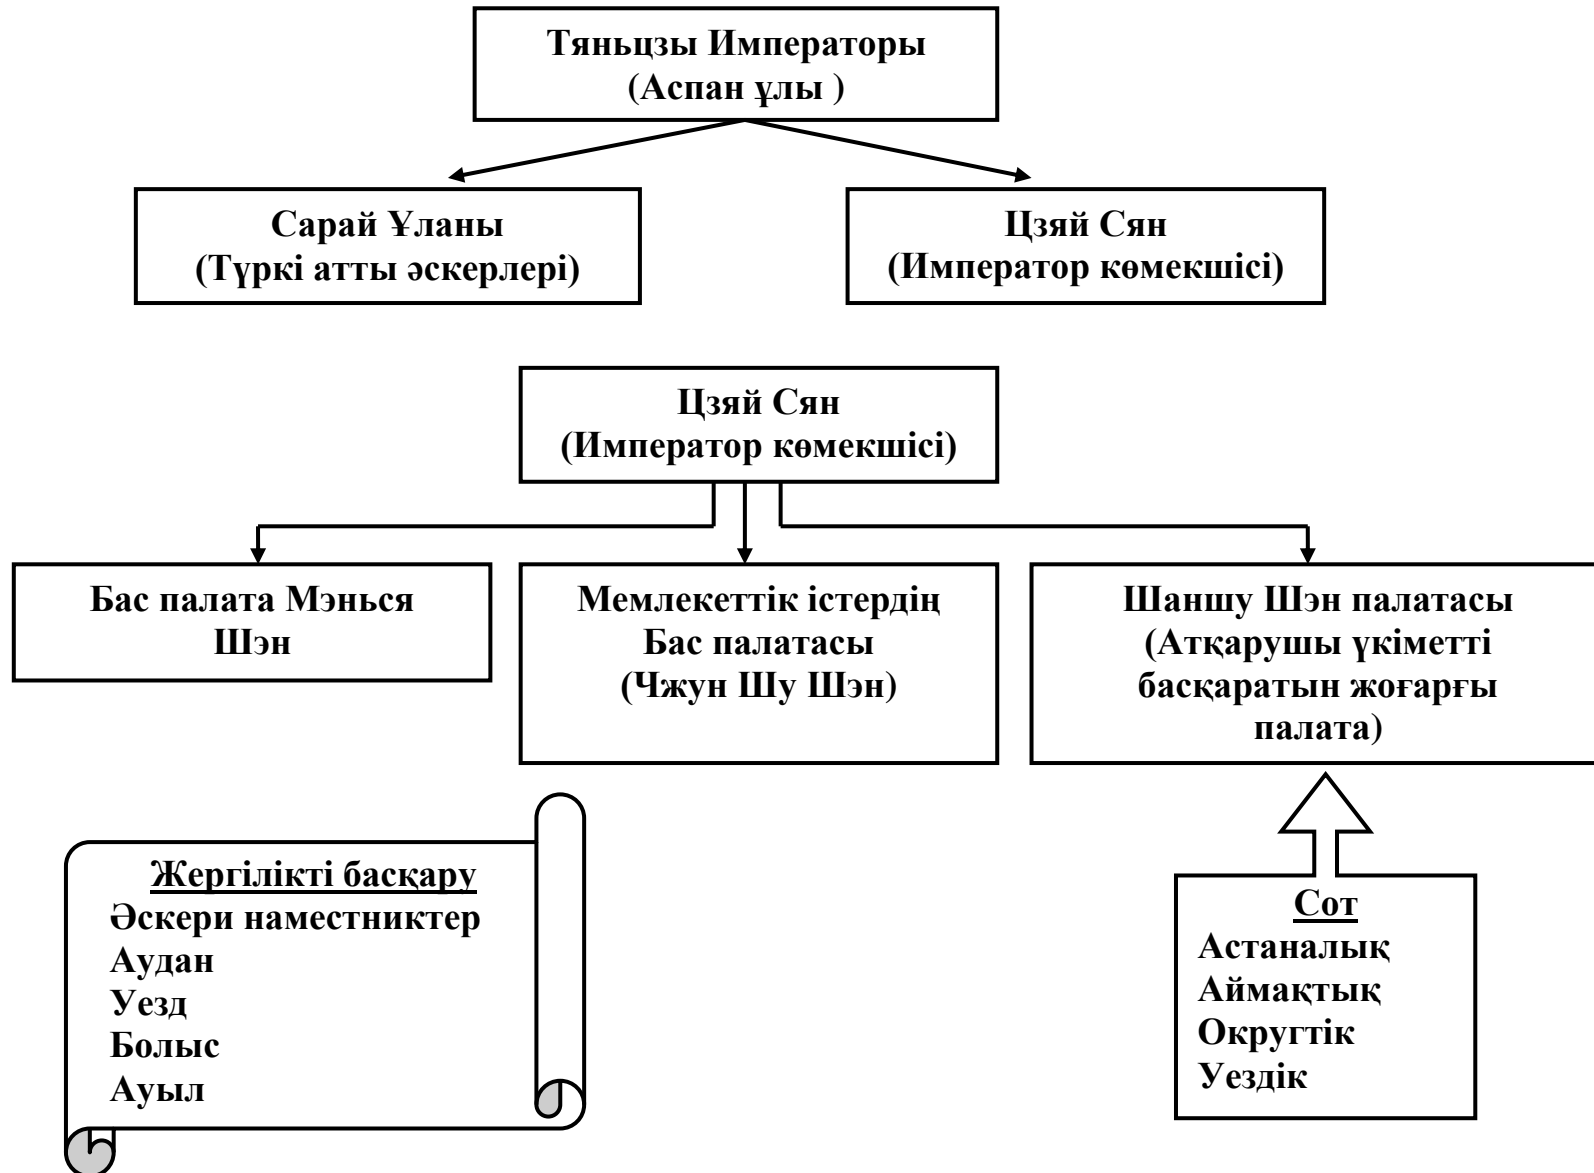 Тяньцзы Императоры
(Аспан ұлы )
Сарай Ұланы
(Түркі атты әскерлері)
Цзяй Сян
(Император көмекшісі)
Цзяй Сян
(Император көмекшісі)
Бас палата Мэнься
Шэн
Мемлекеттік істердің
Бас палатасы
(Чжун Шу Шэн)
Шаншу Шэн палатасы
(Атқарушы үкіметті
басқаратын жоғарғы
палата)
Жергілікті басқару
Әскери наместниктер
Аудан
Уезд
Болыс
Ауыл
Сот
Астаналық
Аймақтық
Округтік
Уездік